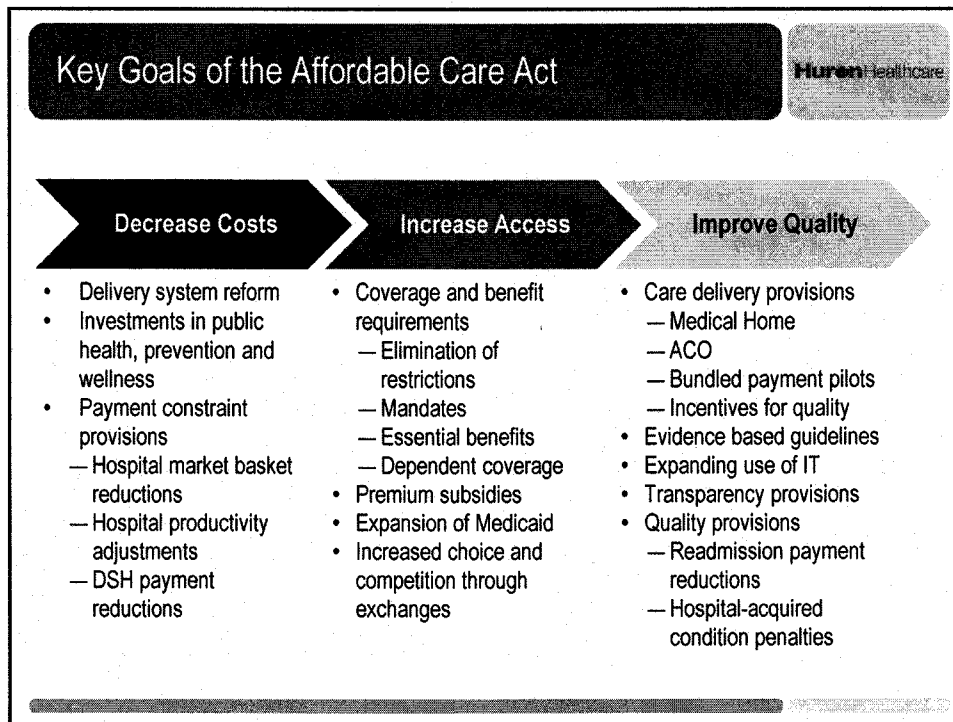 Key Goals of the Affordable Care Act
Huron Healthcare
Decrease Costs
• Delivery system reform
• Investments in public
health, prevention and
wellness
• Payment constraint
provisions
— Hospital market basket
reductions
— Hospital productivity
adjustments
— DSH payment
reductions
Increase Access
• Coverage and benefit
requirements
— Elimination of
restrictions
— Mandates
— Essential benefits
— Dependent coverage
• Premium subsidies
• Expansion of Medicaid
• Increased choice and
competition through
exchanges
Improve Quality
• Care delivery provisions
— Medical Home
— ACO
— Bundled payment pilots
— Incentives for quality
• Evidence based guidelines
• Expanding use of IT
• Transparency provisions
• Quality provisions
— Readmission payment
reductions
— Hospital-acquired
condition penalties